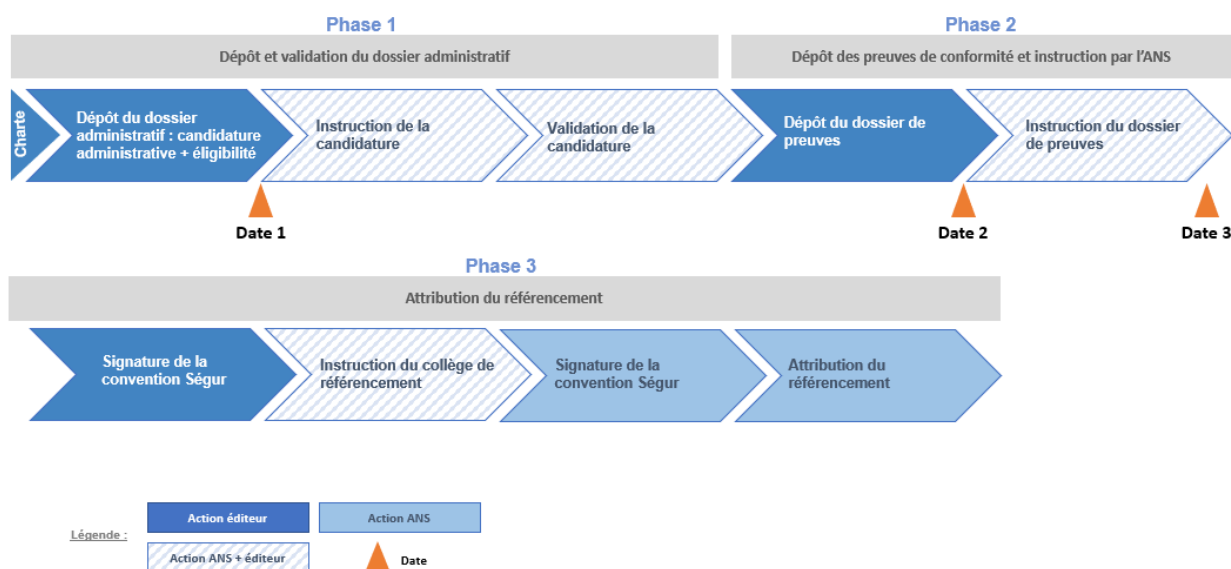 Phase 1
Phase 2
Dépôt et validation du dossier administratif
Dépôt des preuves de conformité et instruction par l'ANS
Charte
Dépôt du dossier
administratif : candidature
administrative + éligibilité
Instruction de la
candidature
Validation de la
candidature
Dépôt du dossier de
preuves
Instruction du dossier
de preuves
Date 1
Date 2
Date 3
Phase 3
Attribution du référencement
Signature de la
convention Ségur
Instruction du collège de
référencement
Signature de la
convention Ségur
Attribution du
référencement
Légende :
Action éditeur
Action ANS
Action ANS + éditeur
Date